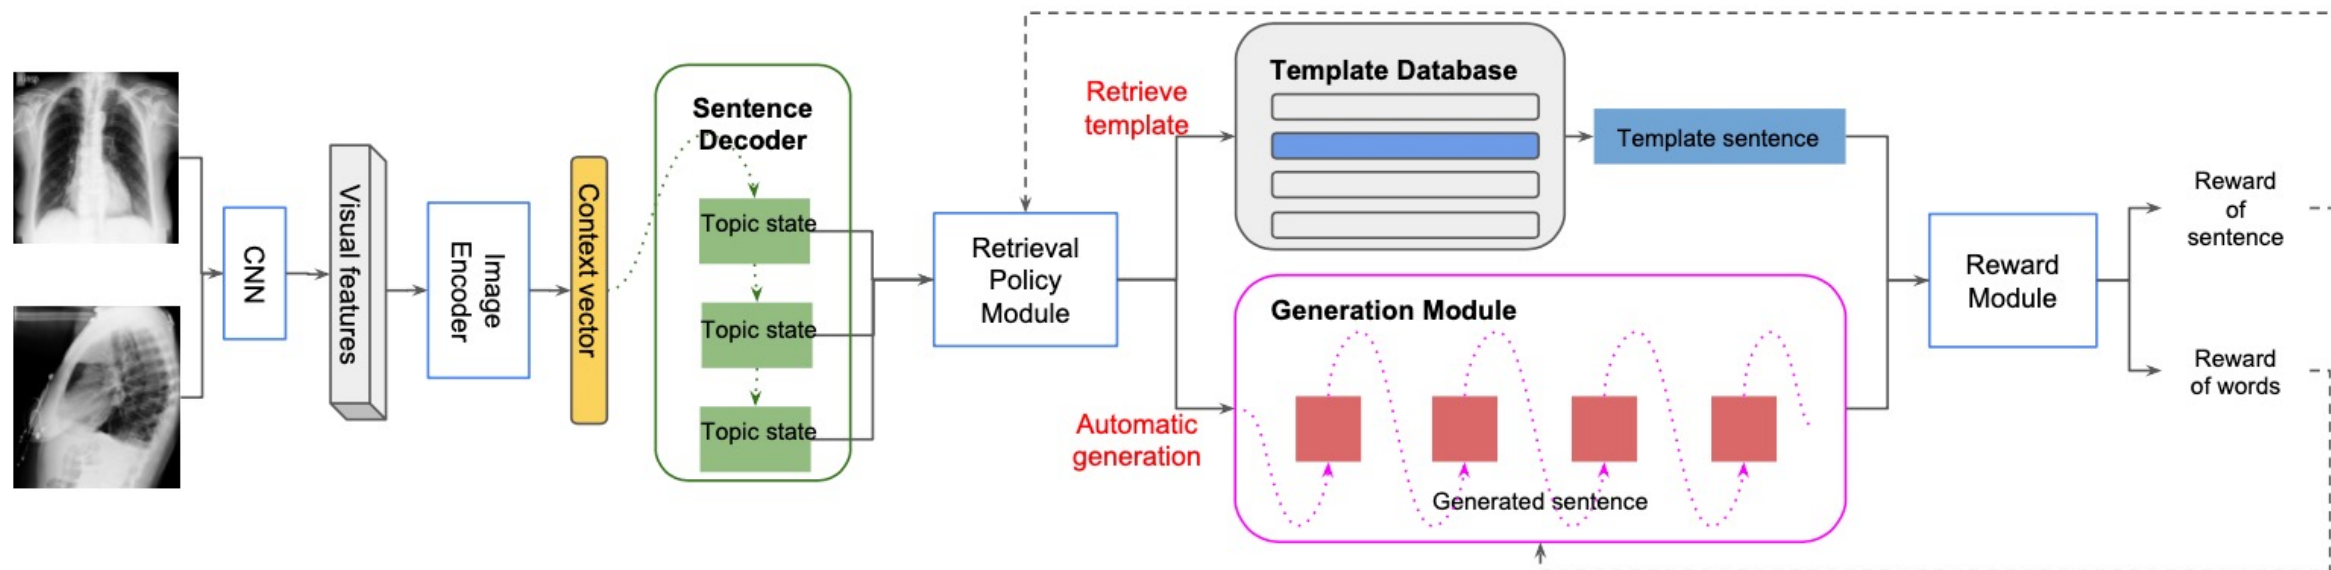 CNN
Visual features
Image
Encoder
Context vector
Sentence
Decoder
Topic state
Topic state
Topic state
Retrieval
Policy
Module
Retrieve
template
Automatic
generation
Template Database
Template sentence
Generation Module
Generated sentence
Reward
Module
Reward
of
sentence
Reward
of words